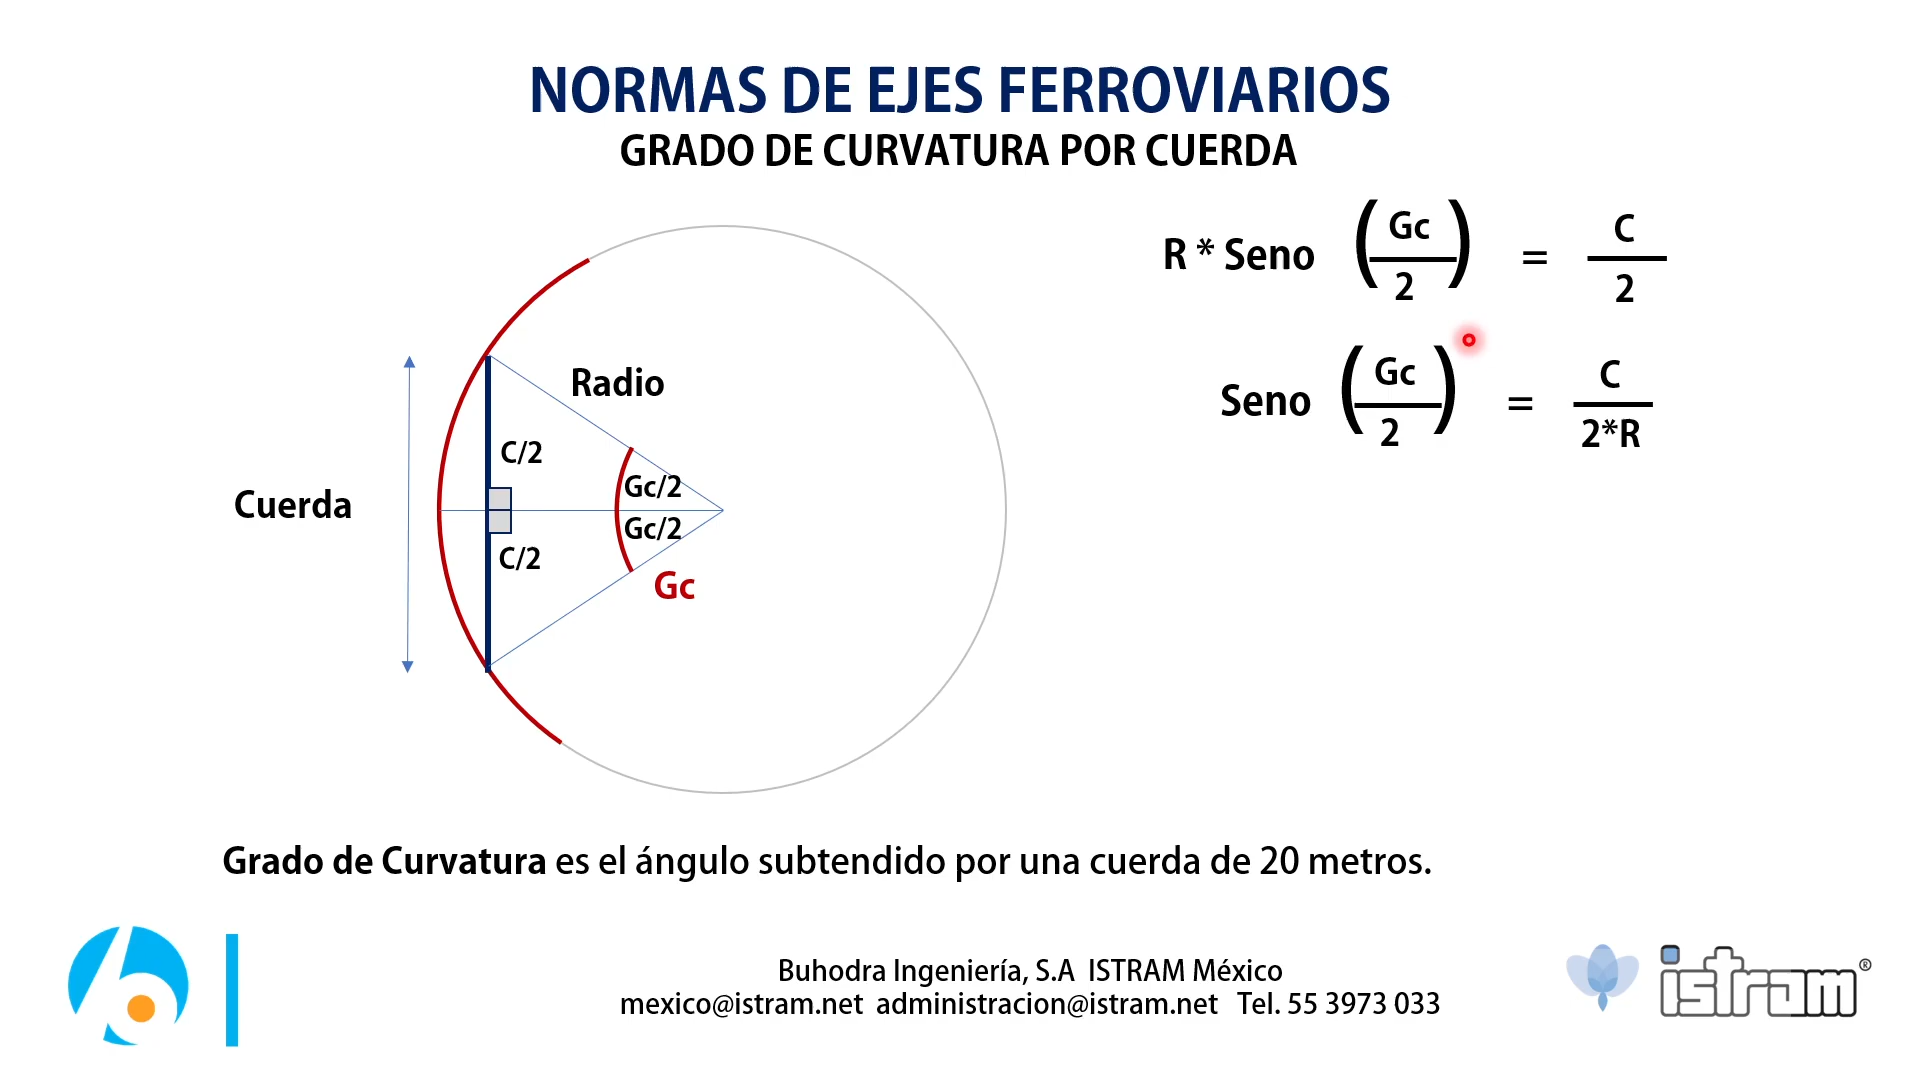 NORMAS DE EJES FERROVIARIOS
GRADO DE CURVATURA POR CUERDA
R * Seno (Gc/2) = C/2
Seno (Gc/2) = C/2*R
Radio
C/2
Gc/2
Cuerda
Gc/2
C/2
Gc
Grado de Curvatura es el ángulo subtendido por una cuerda de 20 metros.
Buhodra Ingeniería, S.A ISTRAM México
mexico@istram.net administracion@istram.net Tel. 55 3973 033
istram®